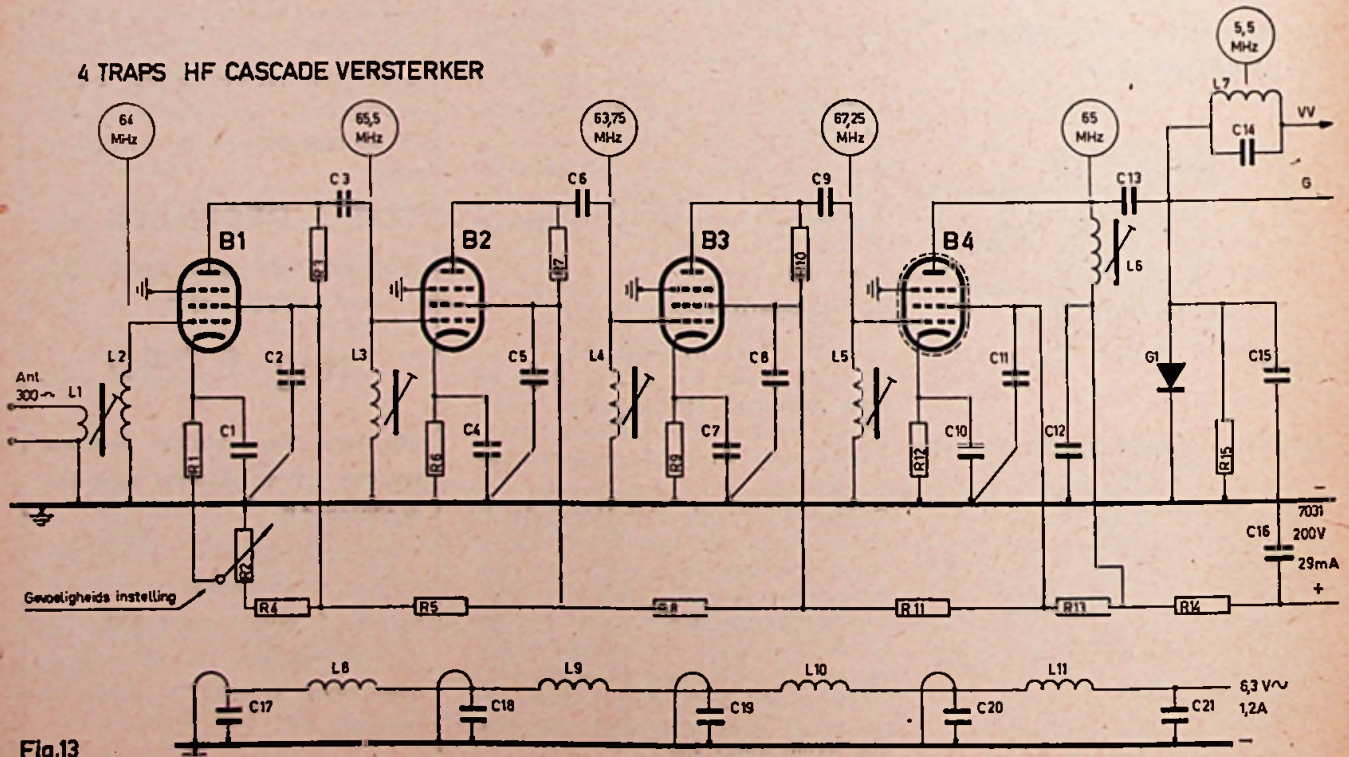 4 TRAPS HF CASCADE VERSTERKER
64 MHz
65,5 MHz
63,75 MHz
67,25 MHz
65 MHz
5,5 MHz
L7
C14
VV
G
C3
C6
C9
C13
B1
B2
B3
B4
R7
L6
L2
C2
L3
C5
L4
C8
L5
C11
G1
C15
Ant.
300~
L1
R1
C1
R6
C4
R9
C7
R12
C10
C12
R15
–
7031
C16
200V
29mA
+
R2
Gevoeligheids instelling
R4
R5
R8
R11
R13
R14
L8
L9
L10
L11
C17
C18
C19
C20
C21
6,3 V~
1,2A
–
Fig.13